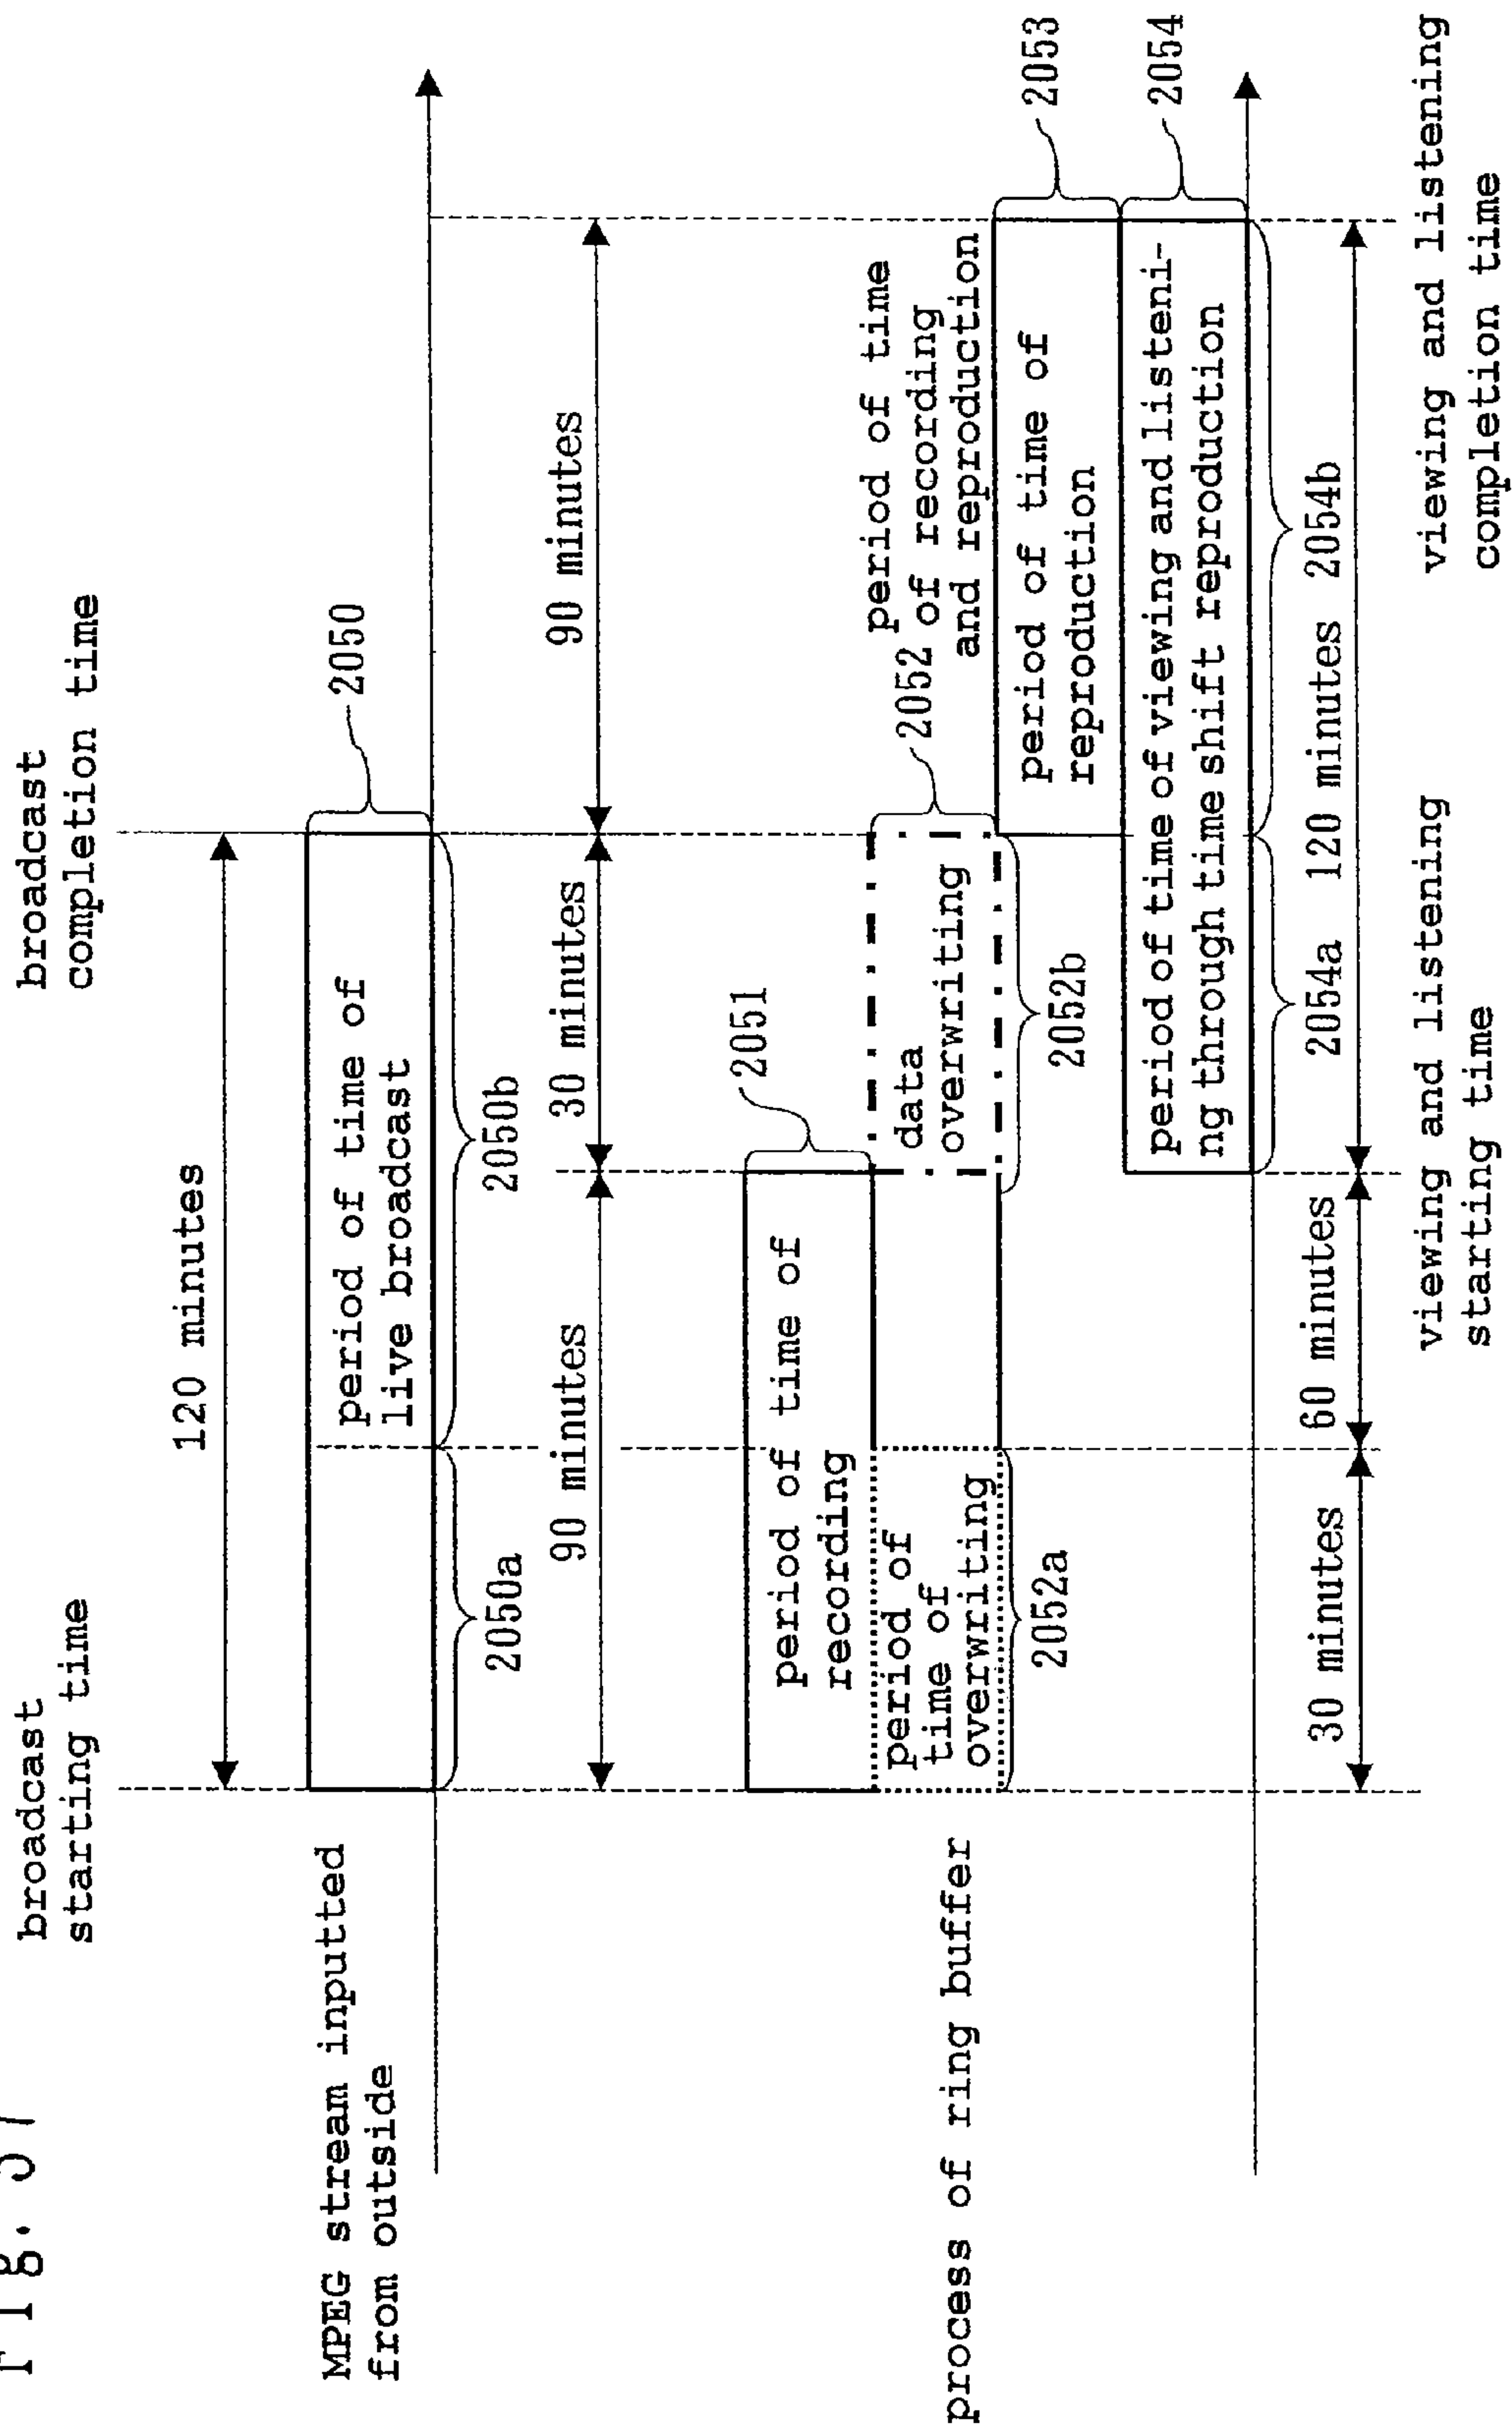 broadcast
starting time
broadcast
completion time
120 minutes
MPEG stream inputted
from outside
period of time of
live broadcast
2050
2050a
2050b
90 minutes
30 minutes
90 minutes
process of ring buffer
period of time of
recording
2051
period of
time of
overwriting
data
overwriting
2052
period of time
of recording
and reproduction
2052a
2052b
period of time of
reproduction
2053
period of time of viewing and listeni-
ng through time shift reproduction
2054
2054a
120 minutes
2054b
30 minutes
60 minutes
viewing and listening
starting time
viewing and listening
completion time